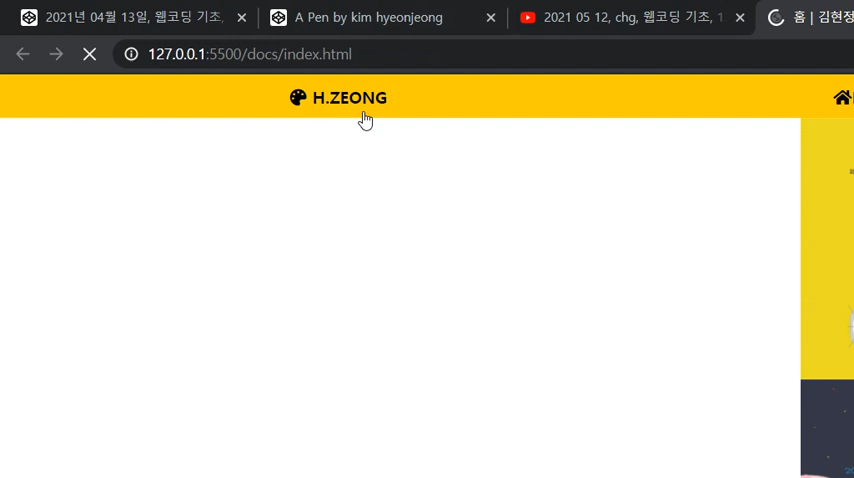 2021년 04월 13일, 웹코딩 기초,
A Pen by kim hyeonjeong
2021 05 12, chg, 웹코딩 기초, 1
홈 | 김현정
127.0.0.1:5500/docs/index.html
H.ZEONG